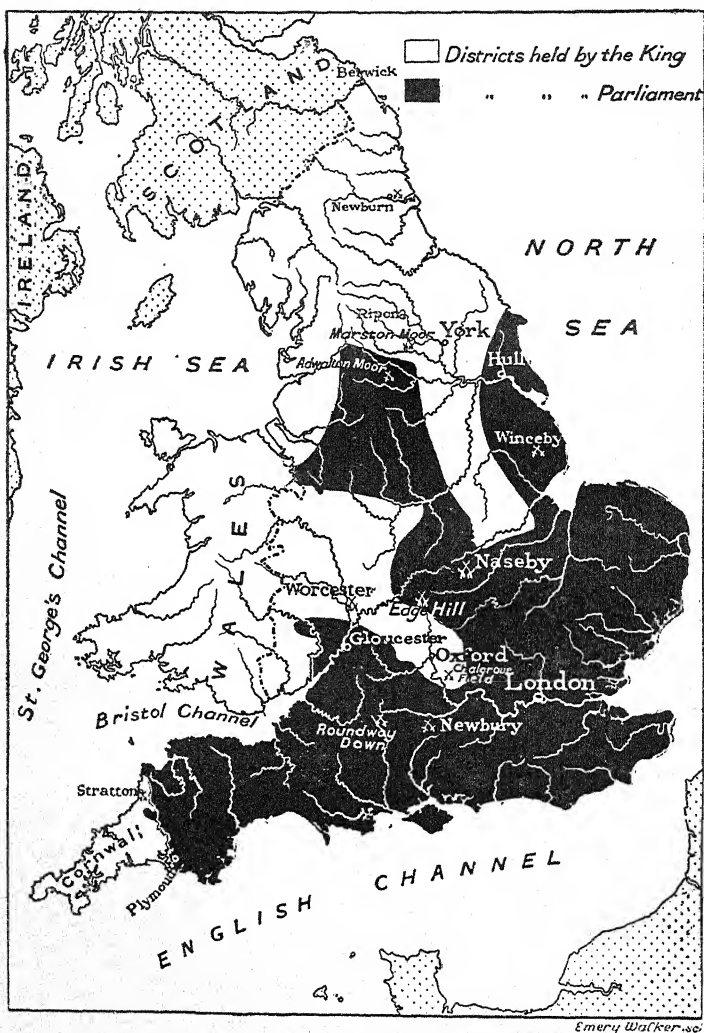 Districts held by the King
" " " Parliament
Berwick
SCOTLAND
IRELAND
Newburn
NORTH
SEA
Ripon
Marston Moor
York
IRISH SEA
Adwalton Moor
Hull
Winceby
WALES
St. George's Channel
Naseby
Worcester
Edge Hill
Gloucester
Oxford
Chalgrove
Field
London
Bristol Channel
Roundway
Down
Newbury
Stratton
Cornwall
Plymouth
ENGLISH CHANNEL
Emery Walker sc.